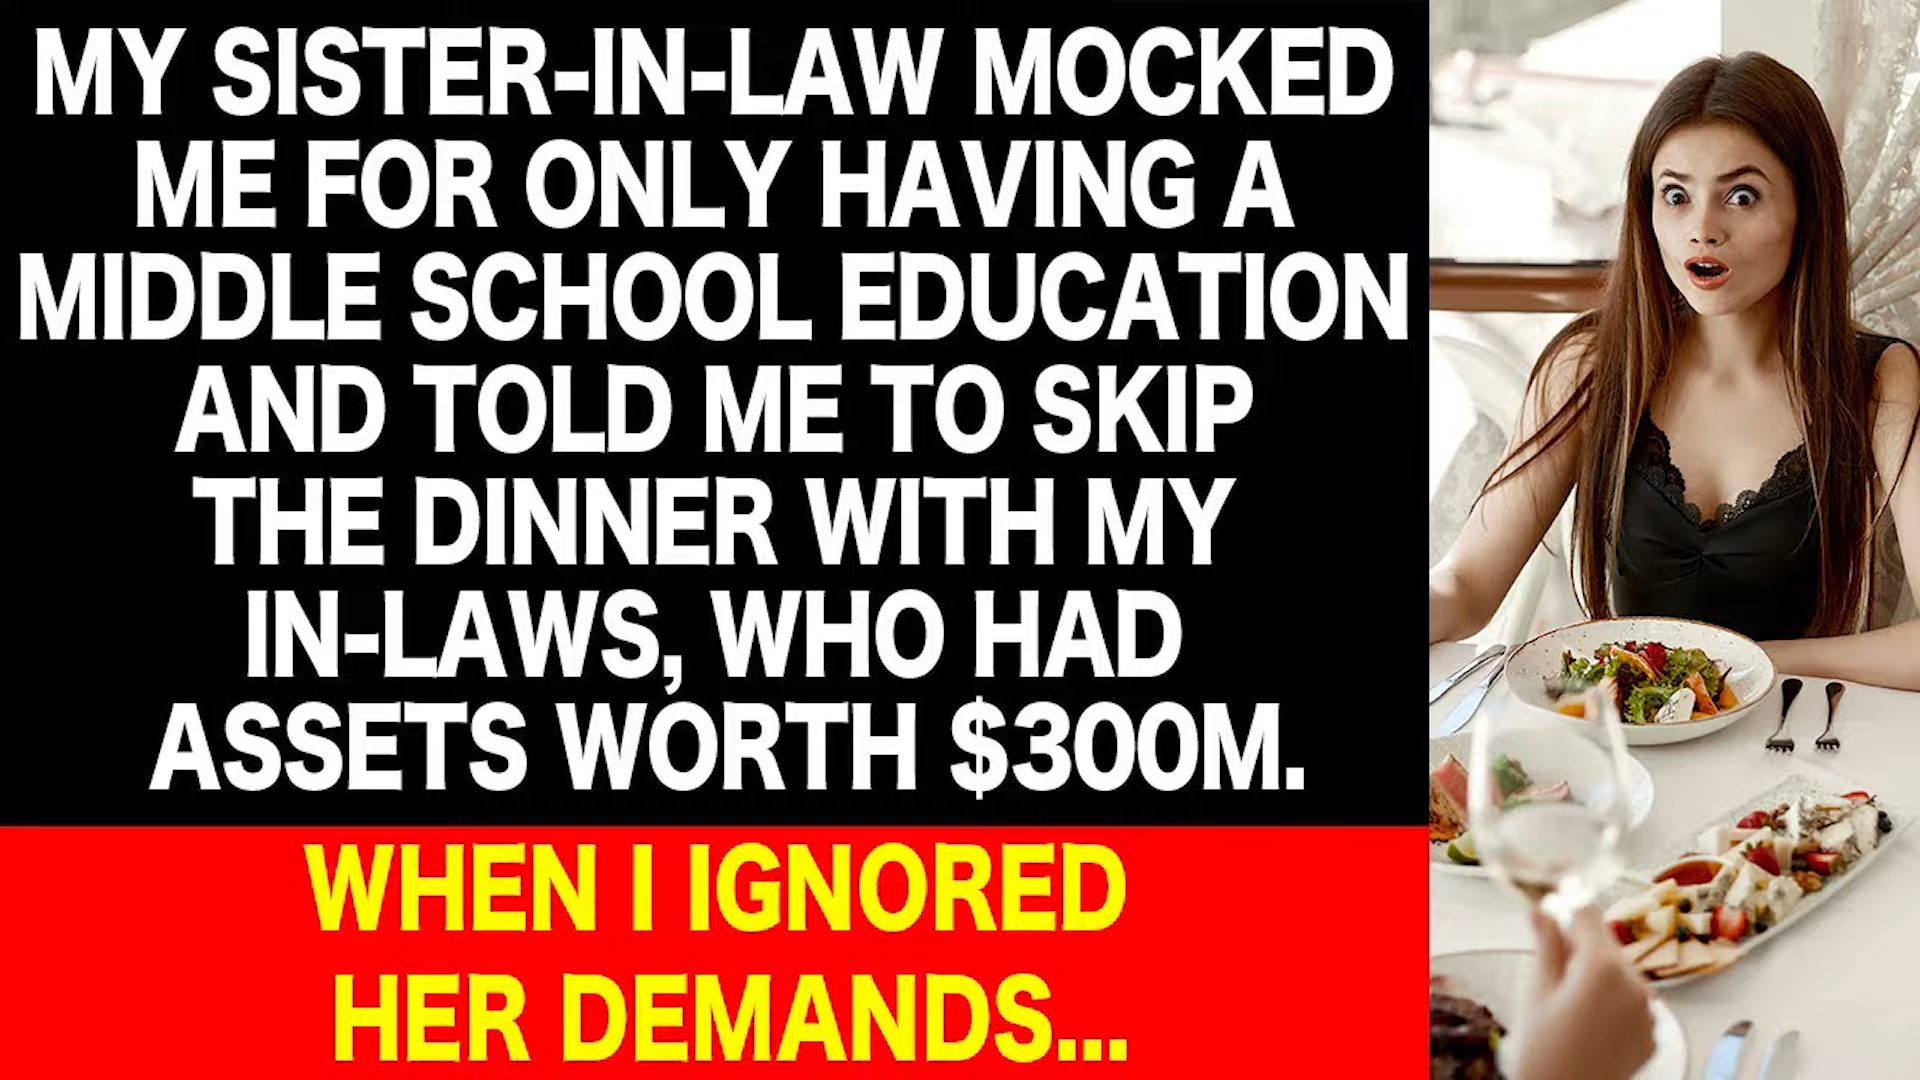 MY SISTER-IN-LAW MOCKED
ME FOR ONLY HAVING A
MIDDLE SCHOOL EDUCATION
AND TOLD ME TO SKIP
THE DINNER WITH MY
IN-LAWS, WHO HAD
ASSETS WORTH $300M.
WHEN I IGNORED
HER DEMANDS...